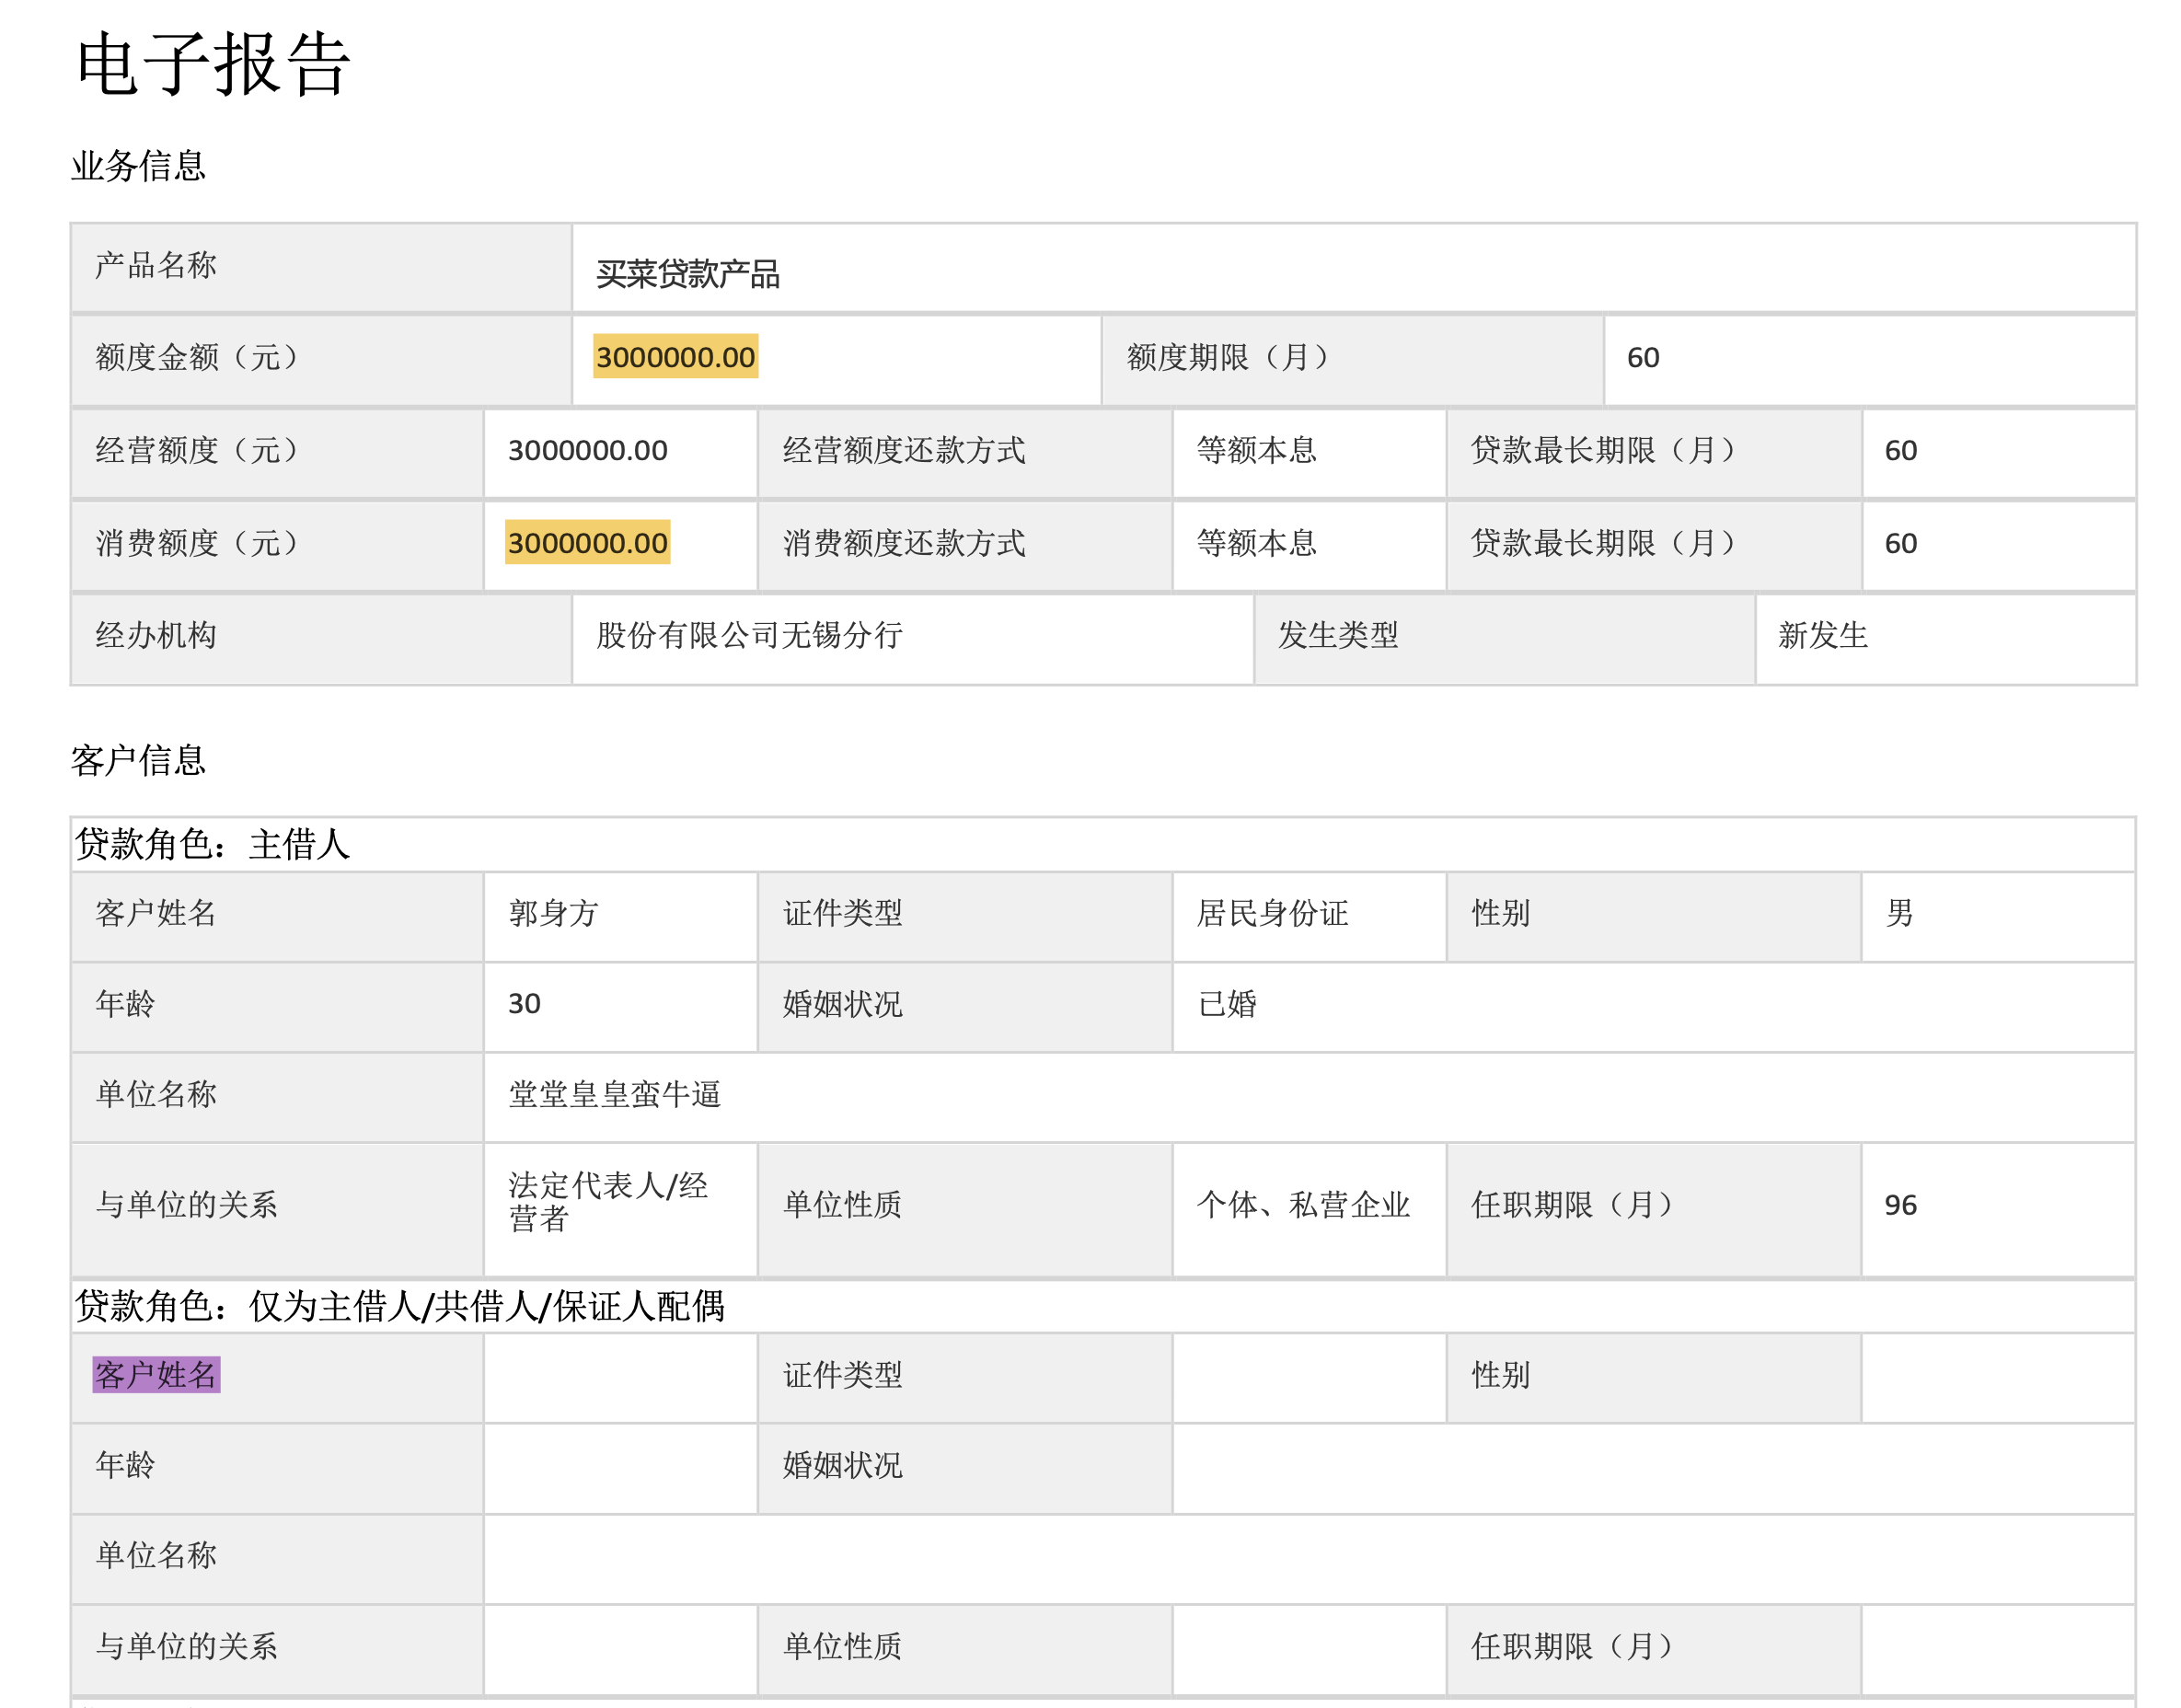 电子报告
业务信息
产品名称 买菜贷款产品
额度金额（元） 3000000.00 额度期限（月） 60
经营额度（元） 3000000.00 经营额度还款方式 等额本息 贷款最长期限（月） 60
消费额度（元） 3000000.00 消费额度还款方式 等额本息 贷款最长期限（月） 60
经办机构 股份有限公司无锡分行 发生类型 新发生
客户信息
贷款角色：主借人
客户姓名 郭身方 证件类型 居民身份证 性别 男
年龄 30 婚姻状况 已婚
单位名称 堂堂皇皇蛮牛逼
与单位的关系 法定代表人/经
营者 单位性质 个体、私营企业 任职期限（月） 96
贷款角色：仅为主借人/共借人/保证人配偶
客户姓名 证件类型 性别
年龄 婚姻状况
单位名称
与单位的关系 单位性质 任职期限（月）